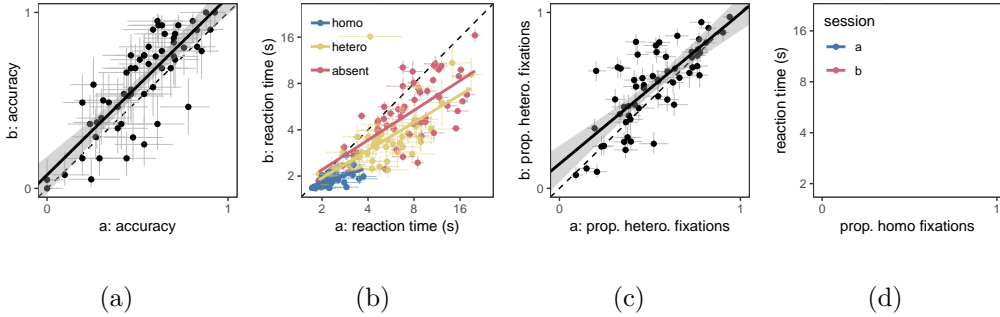 1
0
b: accuracy
0
1
a: accuracy
homo
hetero
absent
16
8
4
2
b: reaction time (s)
2
4
8
16
a: reaction time (s)
1
0
b: prop. hetero. fixations
0
1
a: prop. hetero. fixations
session
a
b
16
8
4
2
reaction time (s)
0
1
prop. homo fixations
(a)
(b)
(c)
(d)